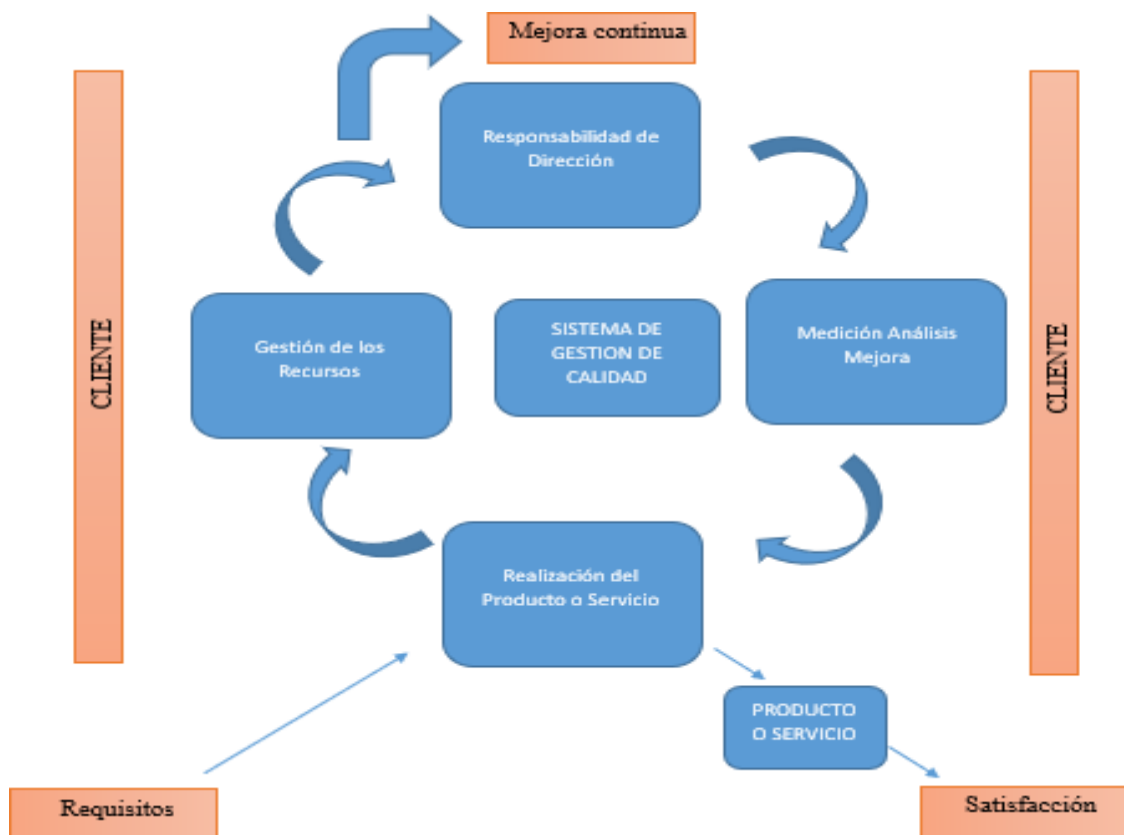 Mejora continua
Responsabilidad de
Dirección
CLIENTE
Gestión de los
Recursos
SISTEMA DE
GESTION DE
CALIDAD
Medición Análisis
Mejora
CLIENTE
Realización del
Producto o Servicio
PRODUCTO
O SERVICIO
Requisitos
Satisfacción